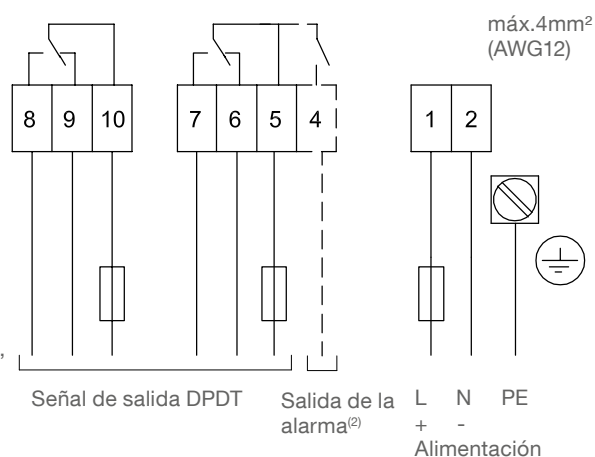 máx.4mm²
(AWG12)
8 9 10 7 6 5 4 1 2
,
Señal de salida DPDT
Salida de la
alarma⁽²⁾
L N PE
+ -
Alimentación